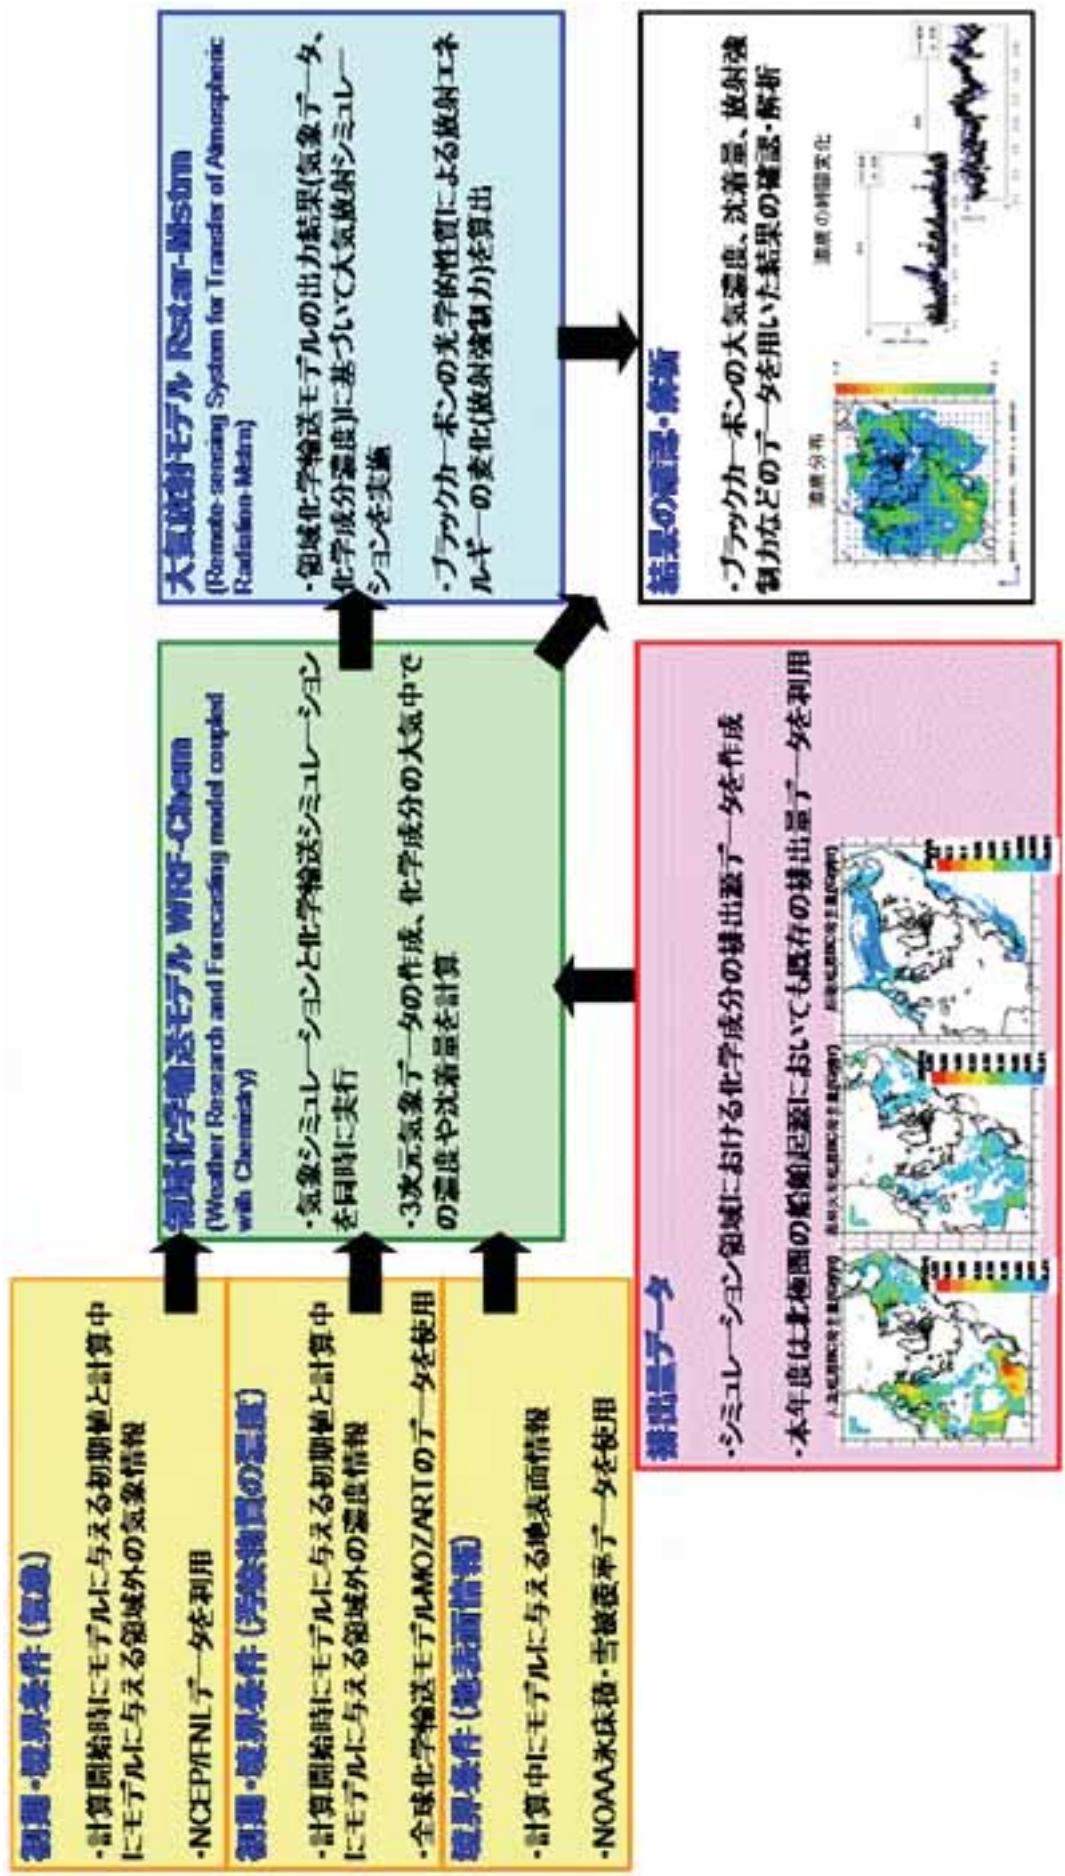 初期・境界条件(気象)
・計算開始時にモデルに与える初期値と計算中
にモデルに与える領域外の気象情報
・NCEP/FNLデータを利用
初期・境界条件(汚染物質の濃度)
・計算開始時にモデルに与える初期値と計算中
にモデルに与える領域外の濃度情報
・全球化学輸送モデルMOZARTのデータを使用
境界条件(地表面情報)
・計算中にモデルに与える地表面情報
・NOAA氷床積・雪被覆率データを使用
領域化学輸送モデル WRF-Chem
(Weather Research and Forecasting model coupled
with Chemistry)
・気象シミュレーションと化学輸送シミュレーション
を同時に実行
・3次元気象データの作成、化学成分の大気中で
の濃度や沈着量を計算
排出量データ
・シミュレーション領域における化学成分の排出源データを作成
・本年度は北極圏の船舶起源においても既存の排出量データを利用
大気放射モデル Rstar-Mstrn
(Remote-sensing System for Transfer of Atmospheric
Radiation-Mstrn)
・領域化学輸送モデルの出力結果(気象データ、
化学成分濃度)に基づいて大気放射シミュレー
ションを実施
・ブラックカーボンの光学的性質による放射エネ
ルギーの変化(放射強制力)を算出
結果の確認・解析
・ブラックカーボンの大気濃度、沈着量、放射強
制力などのデータを用いた結果の確認・解析
濃度分布
濃度の時間変化